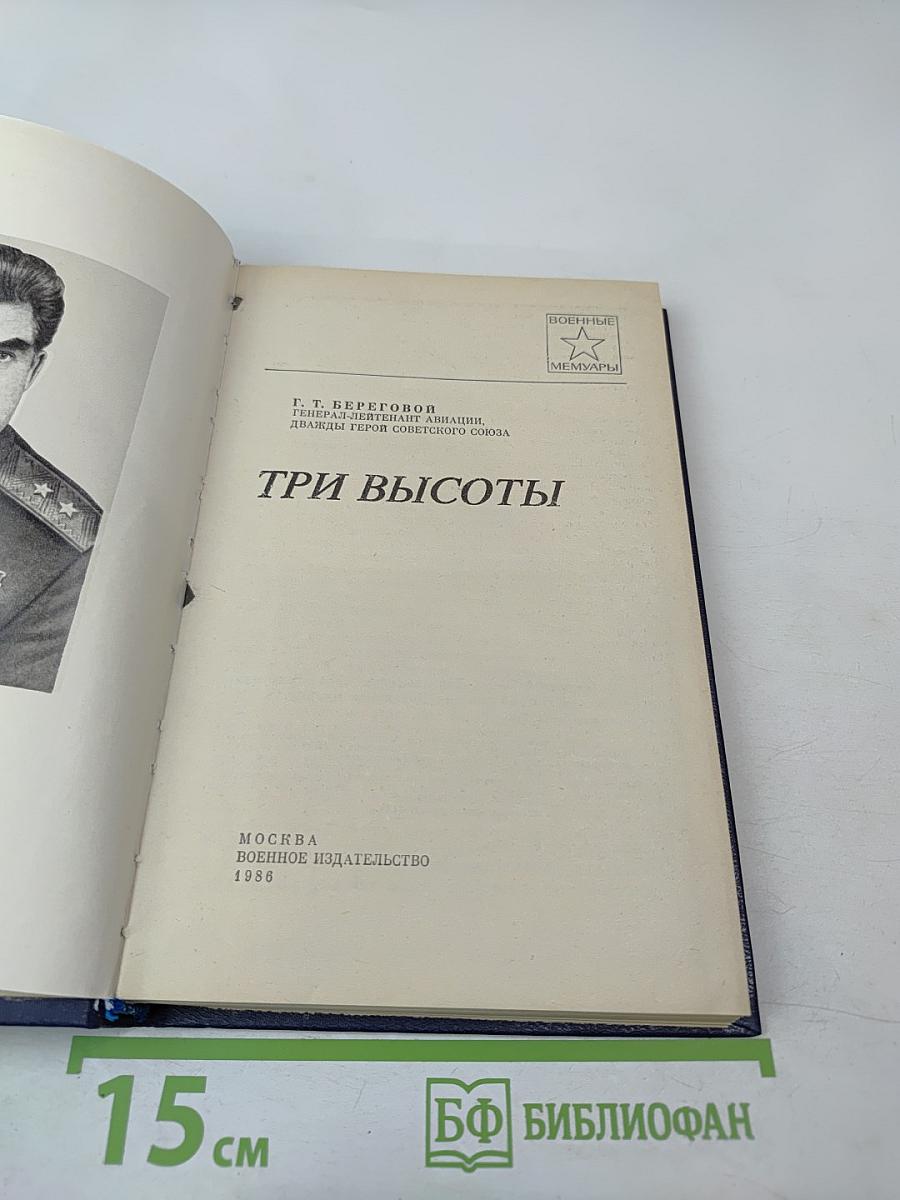 ВОЕННЫЕ
МЕМУАРЫ
Г. Т. БЕРЕГОВОЙ
ГЕНЕРАЛ-ЛЕЙТЕНАНТ АВИАЦИИ,
ДВАЖДЫ ГЕРОЙ СОВЕТСКОГО СОЮЗА
ТРИ ВЫСОТЫ
МОСКВА
ВОЕННОЕ ИЗДАТЕЛЬСТВО
1986
15 СМ
БФ БИБЛИОФАН